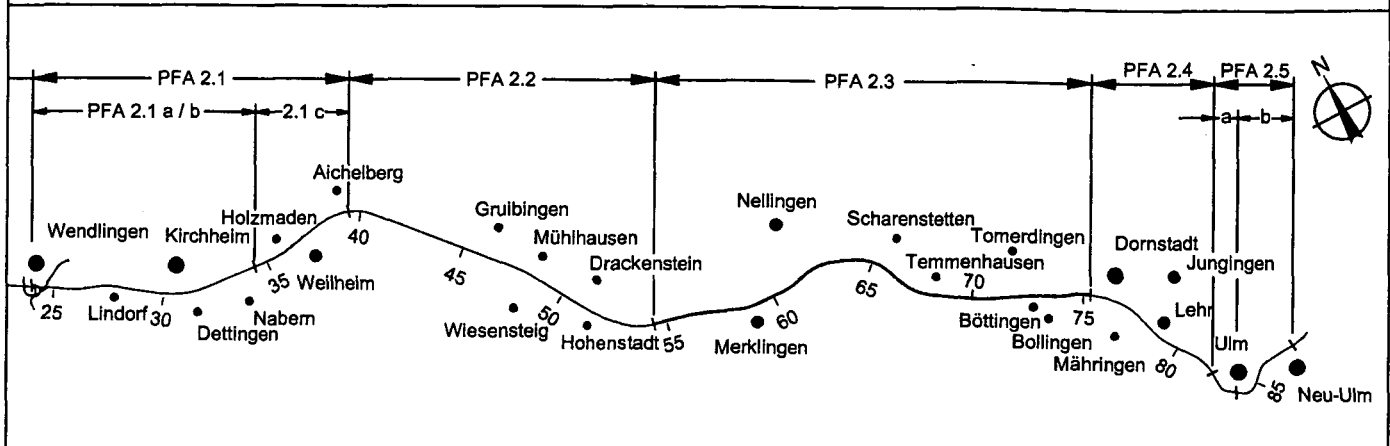 PFA 2.1
PFA 2.2
PFA 2.3
PFA 2.4
PFA 2.5
PFA 2.1 a / b
2.1 c
a
b
N
Aichelberg
Wendlingen
Holzmaden
Kirchheim
Gruibingen
Mühlhausen
Drackenstein
Nellingen
Scharenstetten
Tomerdingen
Temmenhausen
Dornstadt
Jungingen
25
Lindorf
30
Dettingen
Nabern
35
Weilheim
40
45
Wiesensteig
50
Hohenstadt
55
Merklingen
60
65
70
Böttingen
Bollingen
75
Mähringen
Lehr
80
Ulm
85
Neu-Ulm